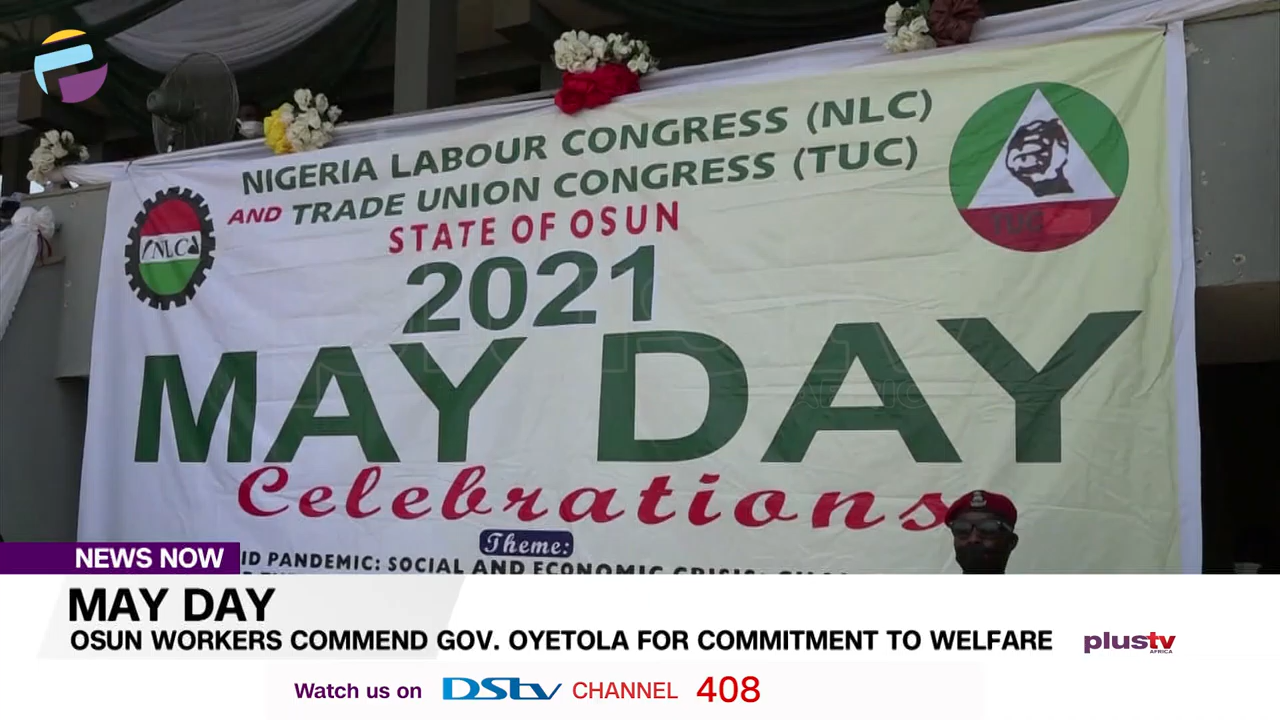 NIGERIA LABOUR CONGRESS (NLC)
AND TRADE UNION CONGRESS (TUC)
STATE OF OSUN
NLC
TUC
2021
MAY DAY
Celebrations
Theme:
PANDEMIC: SOCIAL AND ECONOMIC CRISIS:
NEWS NOW
MAY DAY
OSUN WORKERS COMMEND GOV. OYETOLA FOR COMMITMENT TO WELFARE
plustv
AFRICA
Watch us on DStv CHANNEL 408